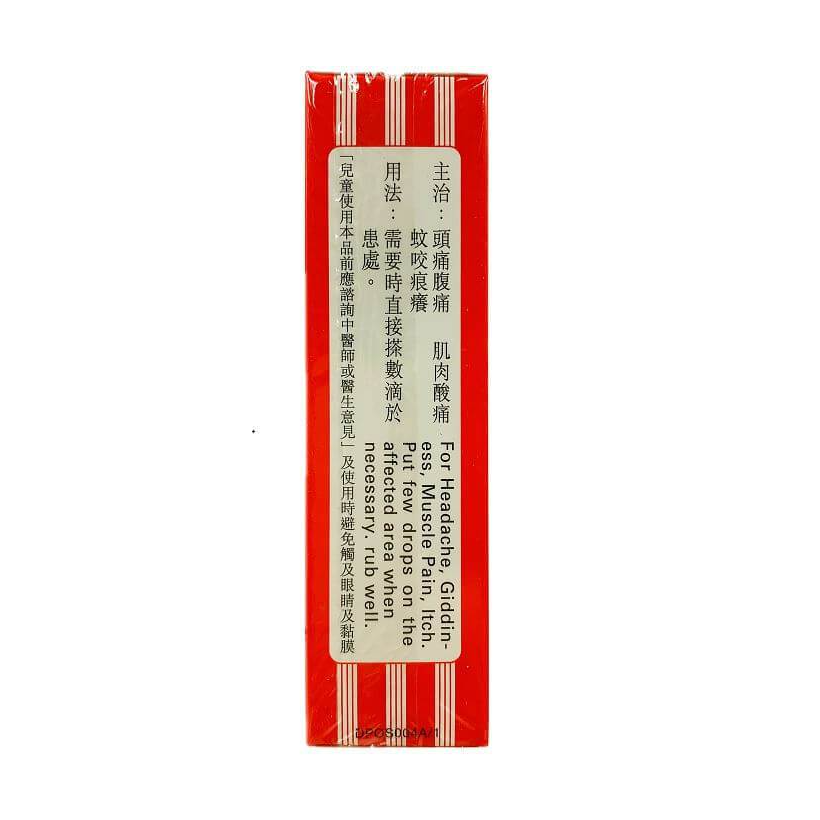 主治：頭痛腹痛　肌肉酸痛
蚊咬痕癢
用法：需要時直接搽數滴於
患處。
「兒童使用本品前應諮詢中醫師或醫生意見」及使用時避免觸及眼睛及黏膜
For Headache, Giddin-
ess, Muscle Pain, Itch.
Put few drops on the
affected area when
necessary. rub well.
DPOS004A/1